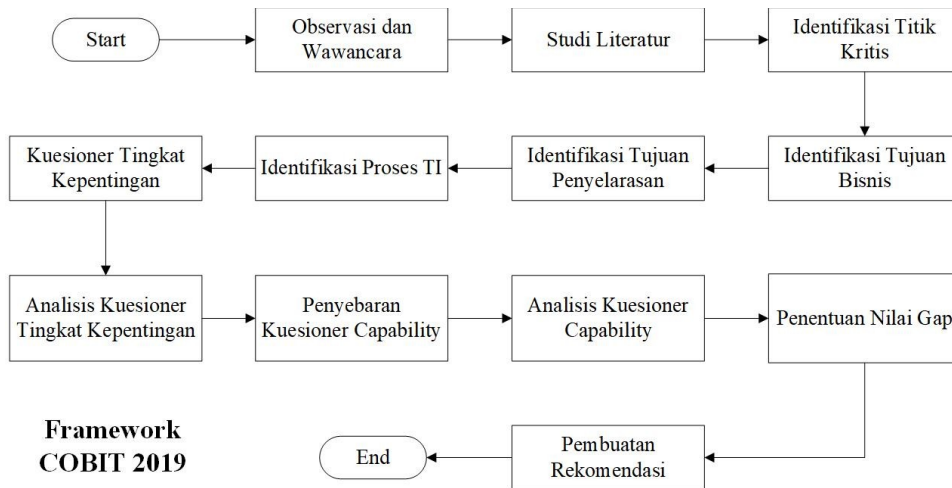 Start
Observasi dan
Wawancara
Studi Literatur
Identifikasi Titik
Kritis
Identifikasi Tujuan
Bisnis
Identifikasi Tujuan
Penyelarasan
Identifikasi Proses TI
Kuesioner Tingkat
Kepentingan
Analisis Kuesioner
Tingkat Kepentingan
Penyebaran
Kuesioner Capability
Analisis Kuesioner
Capability
Penentuan Nilai Gap
Pembuatan
Rekomendasi
End
Framework
COBIT 2019